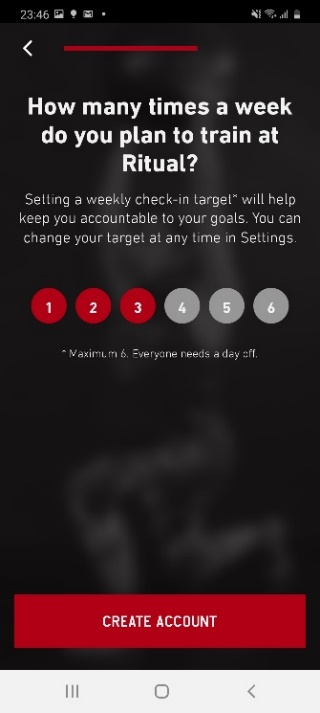 23:46
How many times a week
do you plan to train at
Ritual?
Setting a weekly check-in target* will help
keep you accountable to your goals. You can
change your target at any time in Settings.
1 2 3 4 5 6
* Maximum 6. Everyone needs a day off.
CREATE ACCOUNT